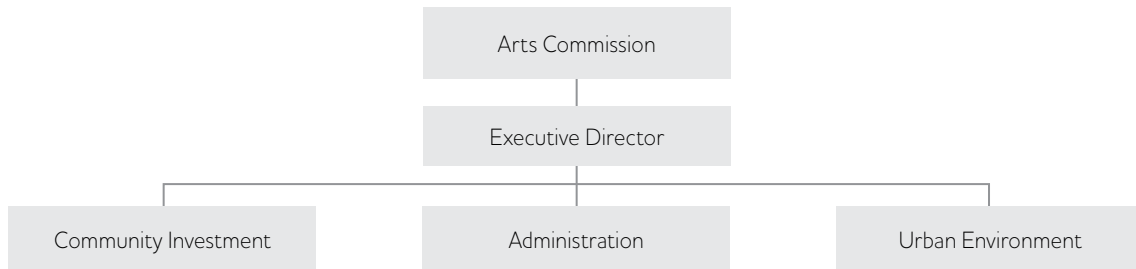 Arts Commission
Executive Director
Community Investment
Administration
Urban Environment